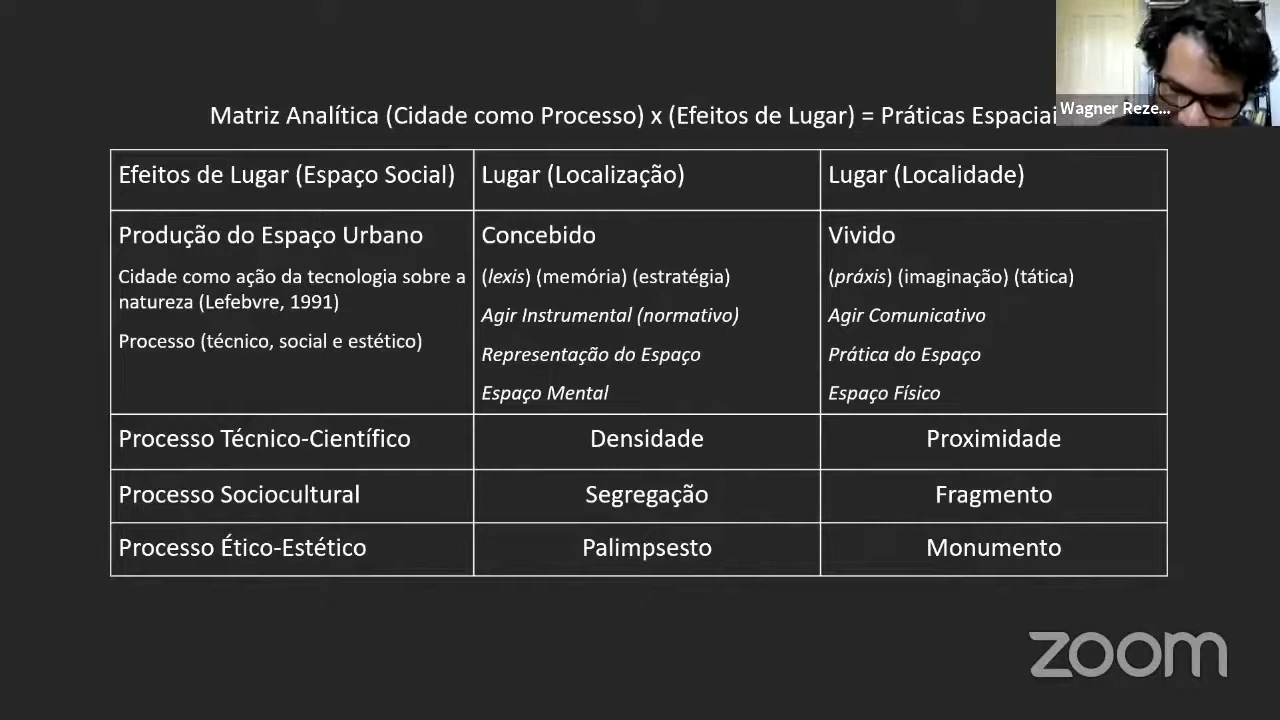 Matriz Analítica (Cidade como Processo) x (Efeitos de Lugar) = Práticas Espaciai
Wagner Reze...
Efeitos de Lugar (Espaço Social)
Lugar (Localização)
Lugar (Localidade)
Produção do Espaço Urbano
Cidade como ação da tecnologia sobre a
natureza (Lefebvre, 1991)
Processo (técnico, social e estético)
Concebido
(lexis) (memória) (estratégia)
Agir Instrumental (normativo)
Representação do Espaço
Espaço Mental
Vivido
(práxis) (imaginação) (tática)
Agir Comunicativo
Prática do Espaço
Espaço Físico
Processo Técnico-Científico
Densidade
Proximidade
Processo Sociocultural
Segregação
Fragmento
Processo Ético-Estético
Palimpsesto
Monumento
zoom